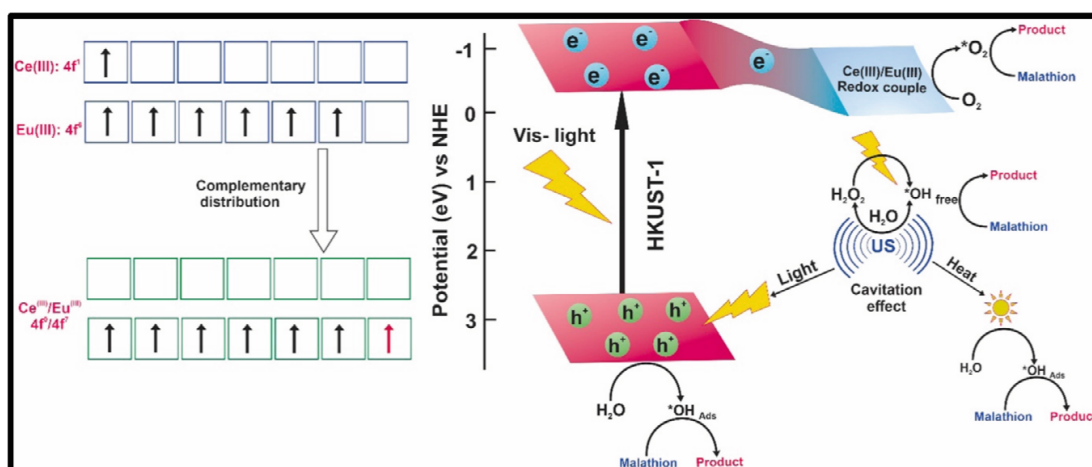 Ce(III): 4f¹
Eu(III): 4f⁶
Complementary
distribution
Ce⁽ᴵᴵᴵ⁾/Eu⁽ᴵᴵᴵ⁾
4f⁰/4f⁷
Potential (eV) vs NHE
-1
0
1
2
3
e⁻
e⁻
e⁻
e⁻
e⁻
Ce(III)/Eu(III)
Redox couple
*O₂
O₂
Product
Malathion
Vis- light
HKUST-1
h⁺
h⁺
h⁺
h⁺
h⁺
H₂O
*OH Ads
Malathion
Product
H₂O₂
*OH free
H₂O
US
Product
Malathion
Light
Heat
Cavitation
effect
H₂O
*OH Ads
Malathion
Product